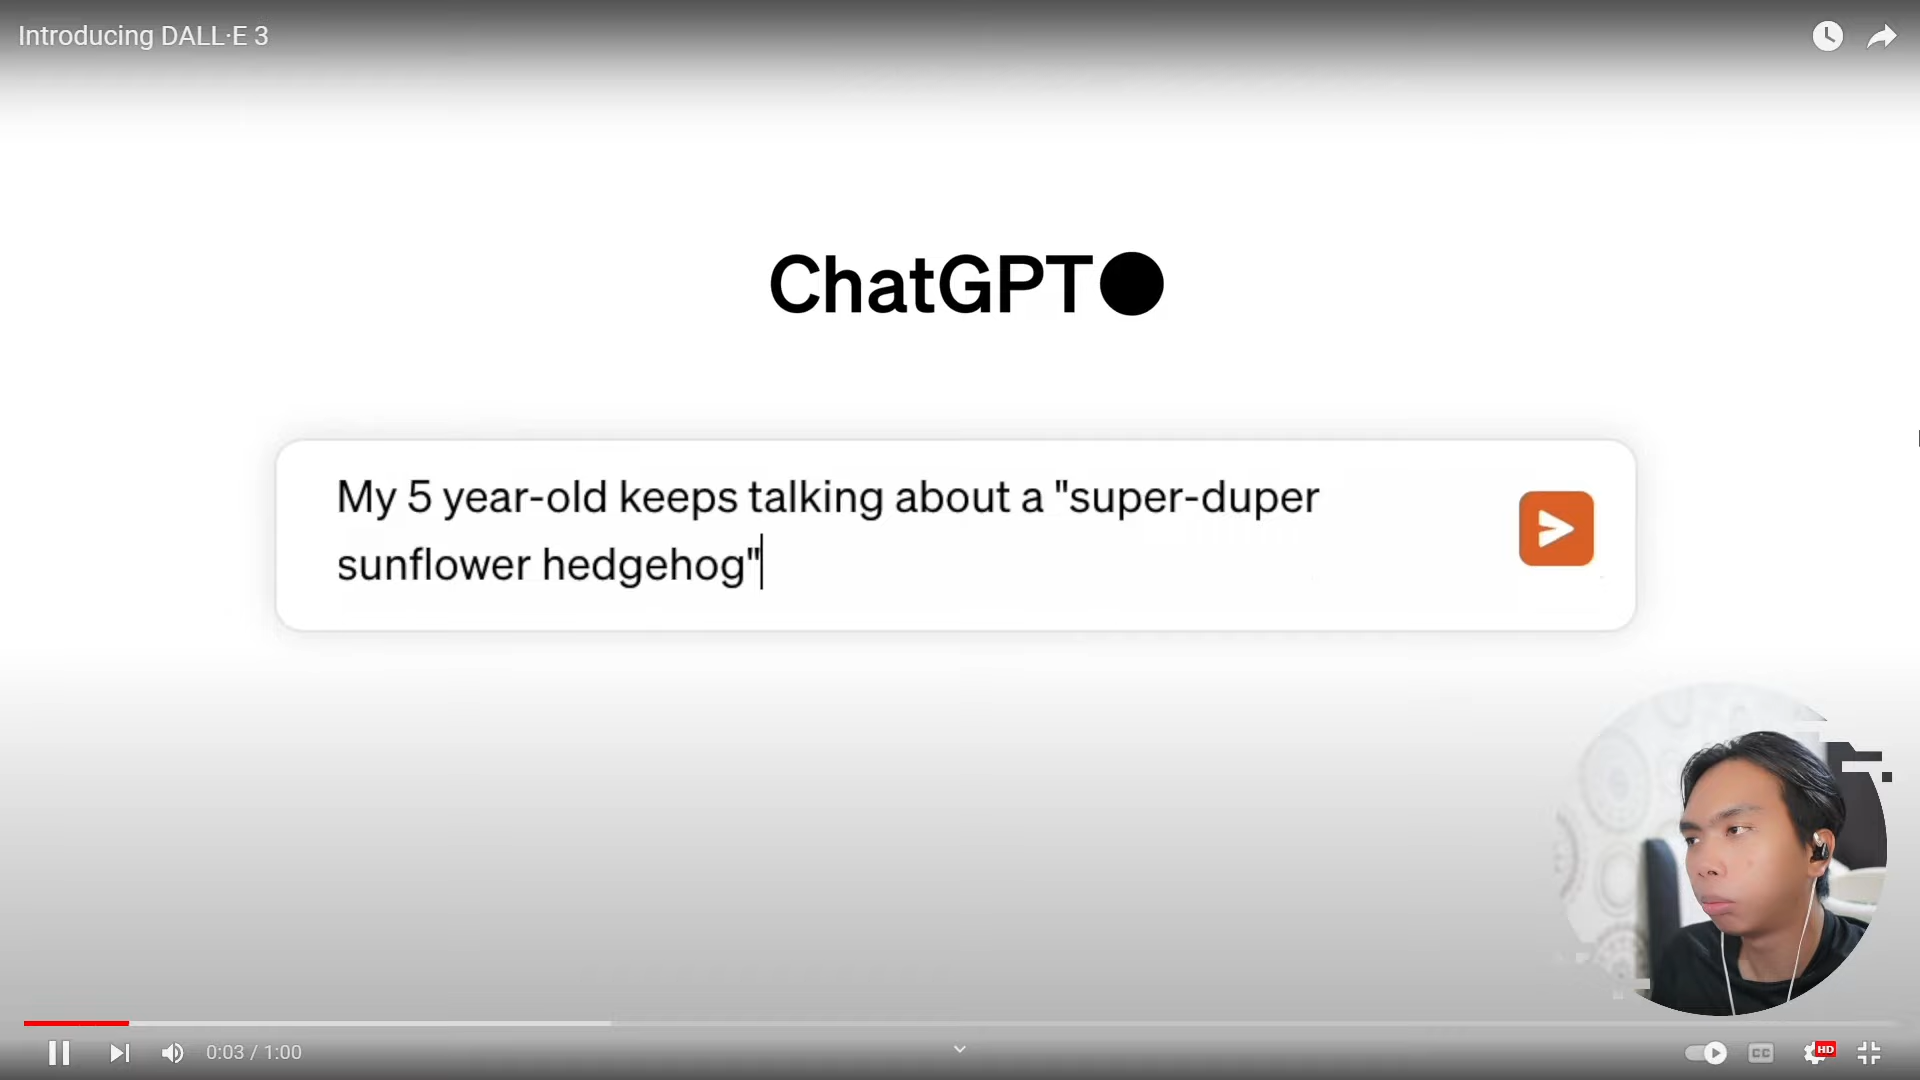 Introducing DALL·E 3
ChatGPT
My 5 year-old keeps talking about a "super-duper
sunflower hedgehog"
0:03 / 1:00
CC
HD